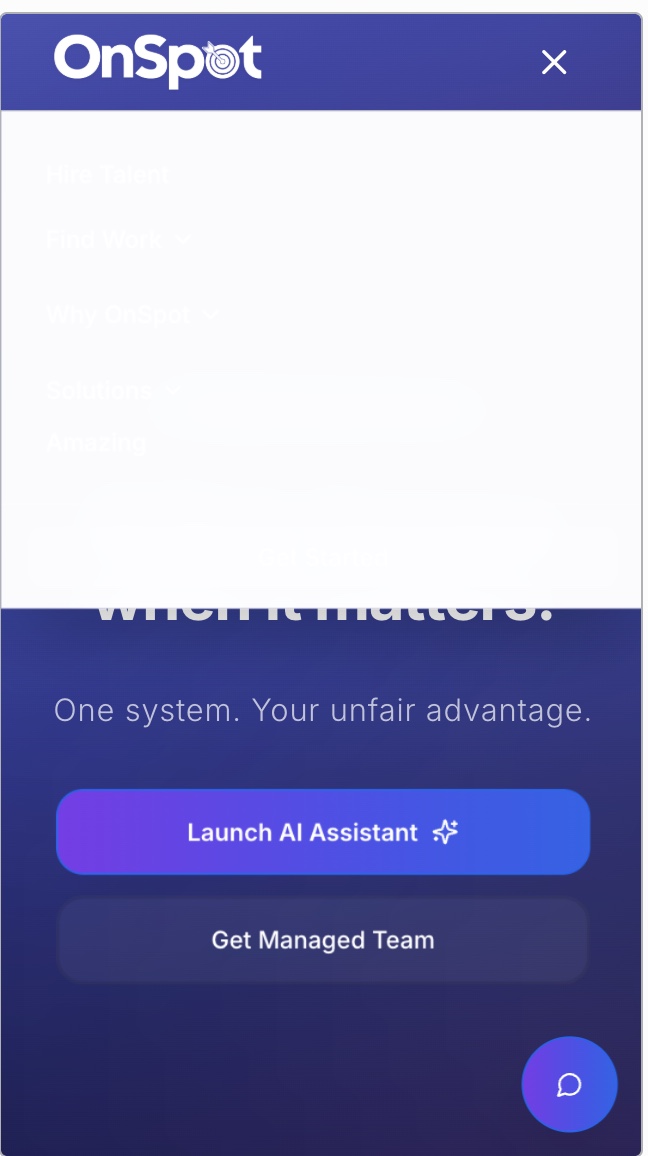 OnSpot
Hire Talent
Find Work
Why OnSpot
Solutions
Amazing
Get Started
when it matters.
One system. Your unfair advantage.
Launch AI Assistant
Get Managed Team